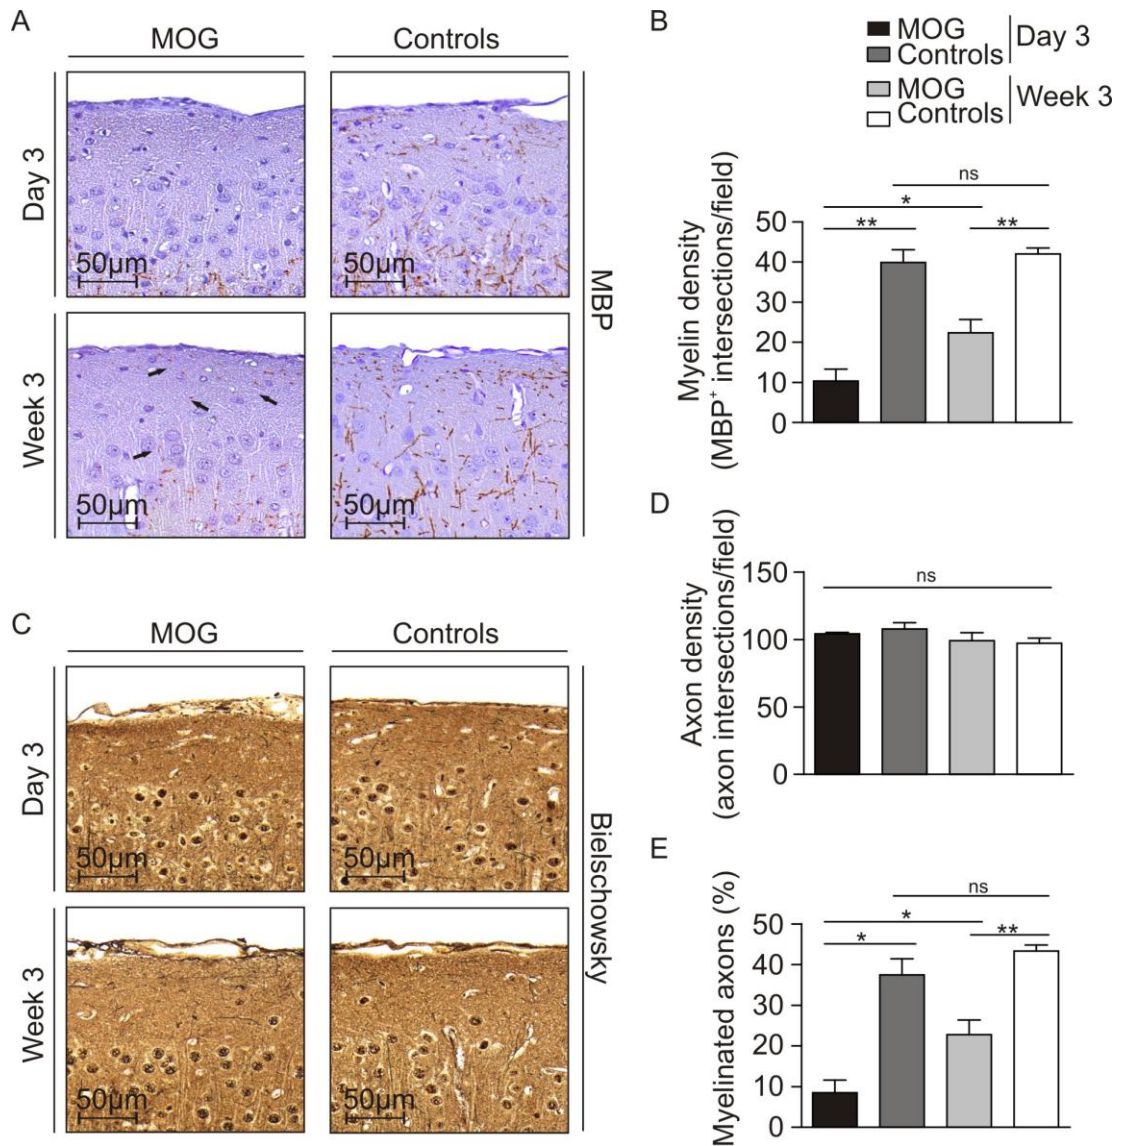 A
MOG
Controls
Day 3
50µm
50µm
Week 3
50µm
50µm
MBP
B
MOG
Controls
Day 3
MOG
Controls
Week 3
Myelin density
(MBP⁺ intersections/field)
50
40
30
20
10
0
ns
*
**
**
C
MOG
Controls
Day 3
50µm
50µm
Week 3
50µm
50µm
Bielschowsky
D
Axon density
(axon intersections/field)
150
100
50
0
ns
E
Myelinated axons (%)
50
40
30
20
10
0
ns
*
*
**